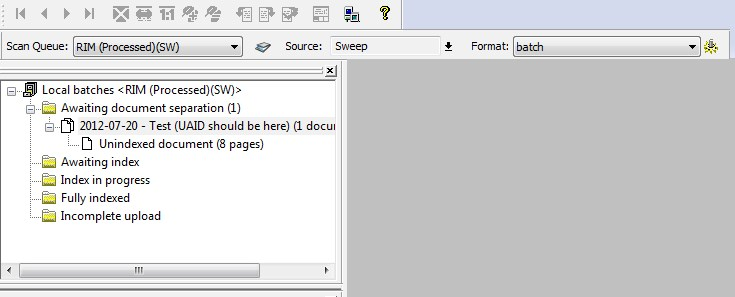 1:1
?
Scan Queue: RIM (Processed)(SW) Source: Sweep Format: batch
Local batches <RIM (Processed)(SW)>
Awaiting document separation (1)
2012-07-20 - Test (UAID should be here) (1 docu
Unindexed document (8 pages)
Awaiting index
Index in progress
Fully indexed
Incomplete upload